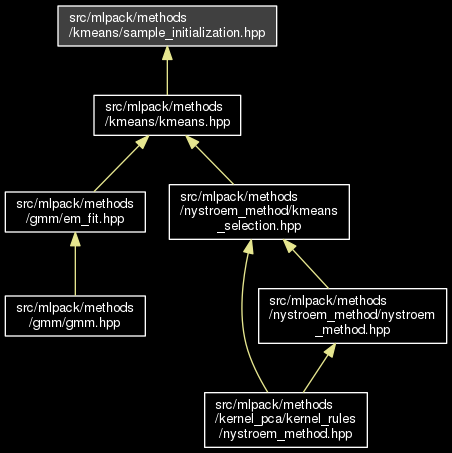 src/mlpack/methods
/kmeans/sample_initialization.hpp
src/mlpack/methods
/kmeans/kmeans.hpp
src/mlpack/methods
/gmm/em_fit.hpp
src/mlpack/methods
/nystroem_method/kmeans
_selection.hpp
src/mlpack/methods
/gmm/gmm.hpp
src/mlpack/methods
/nystroem_method/nystroem
_method.hpp
src/mlpack/methods
/kernel_pca/kernel_rules
/nystroem_method.hpp